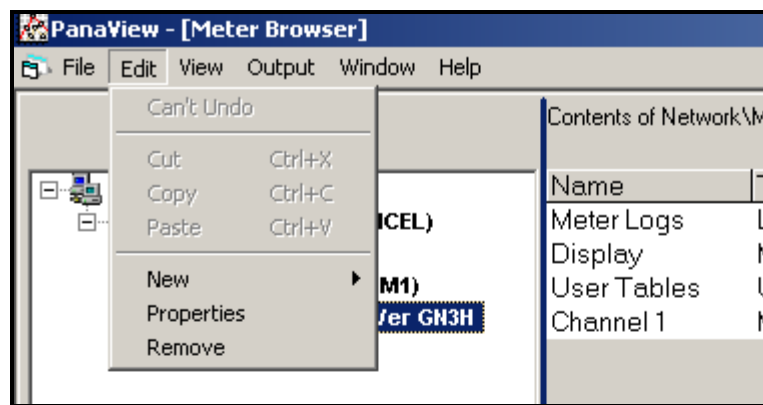 PanaView - [Meter Browser]
File Edit View Output Window Help
Can't Undo
Cut Ctrl+X
Copy Ctrl+C
Paste Ctrl+V
New
Properties
Remove
ICEL)
M1)
/er GN3H
Contents of Network\M
Name
Meter Logs
Display
User Tables
Channel 1